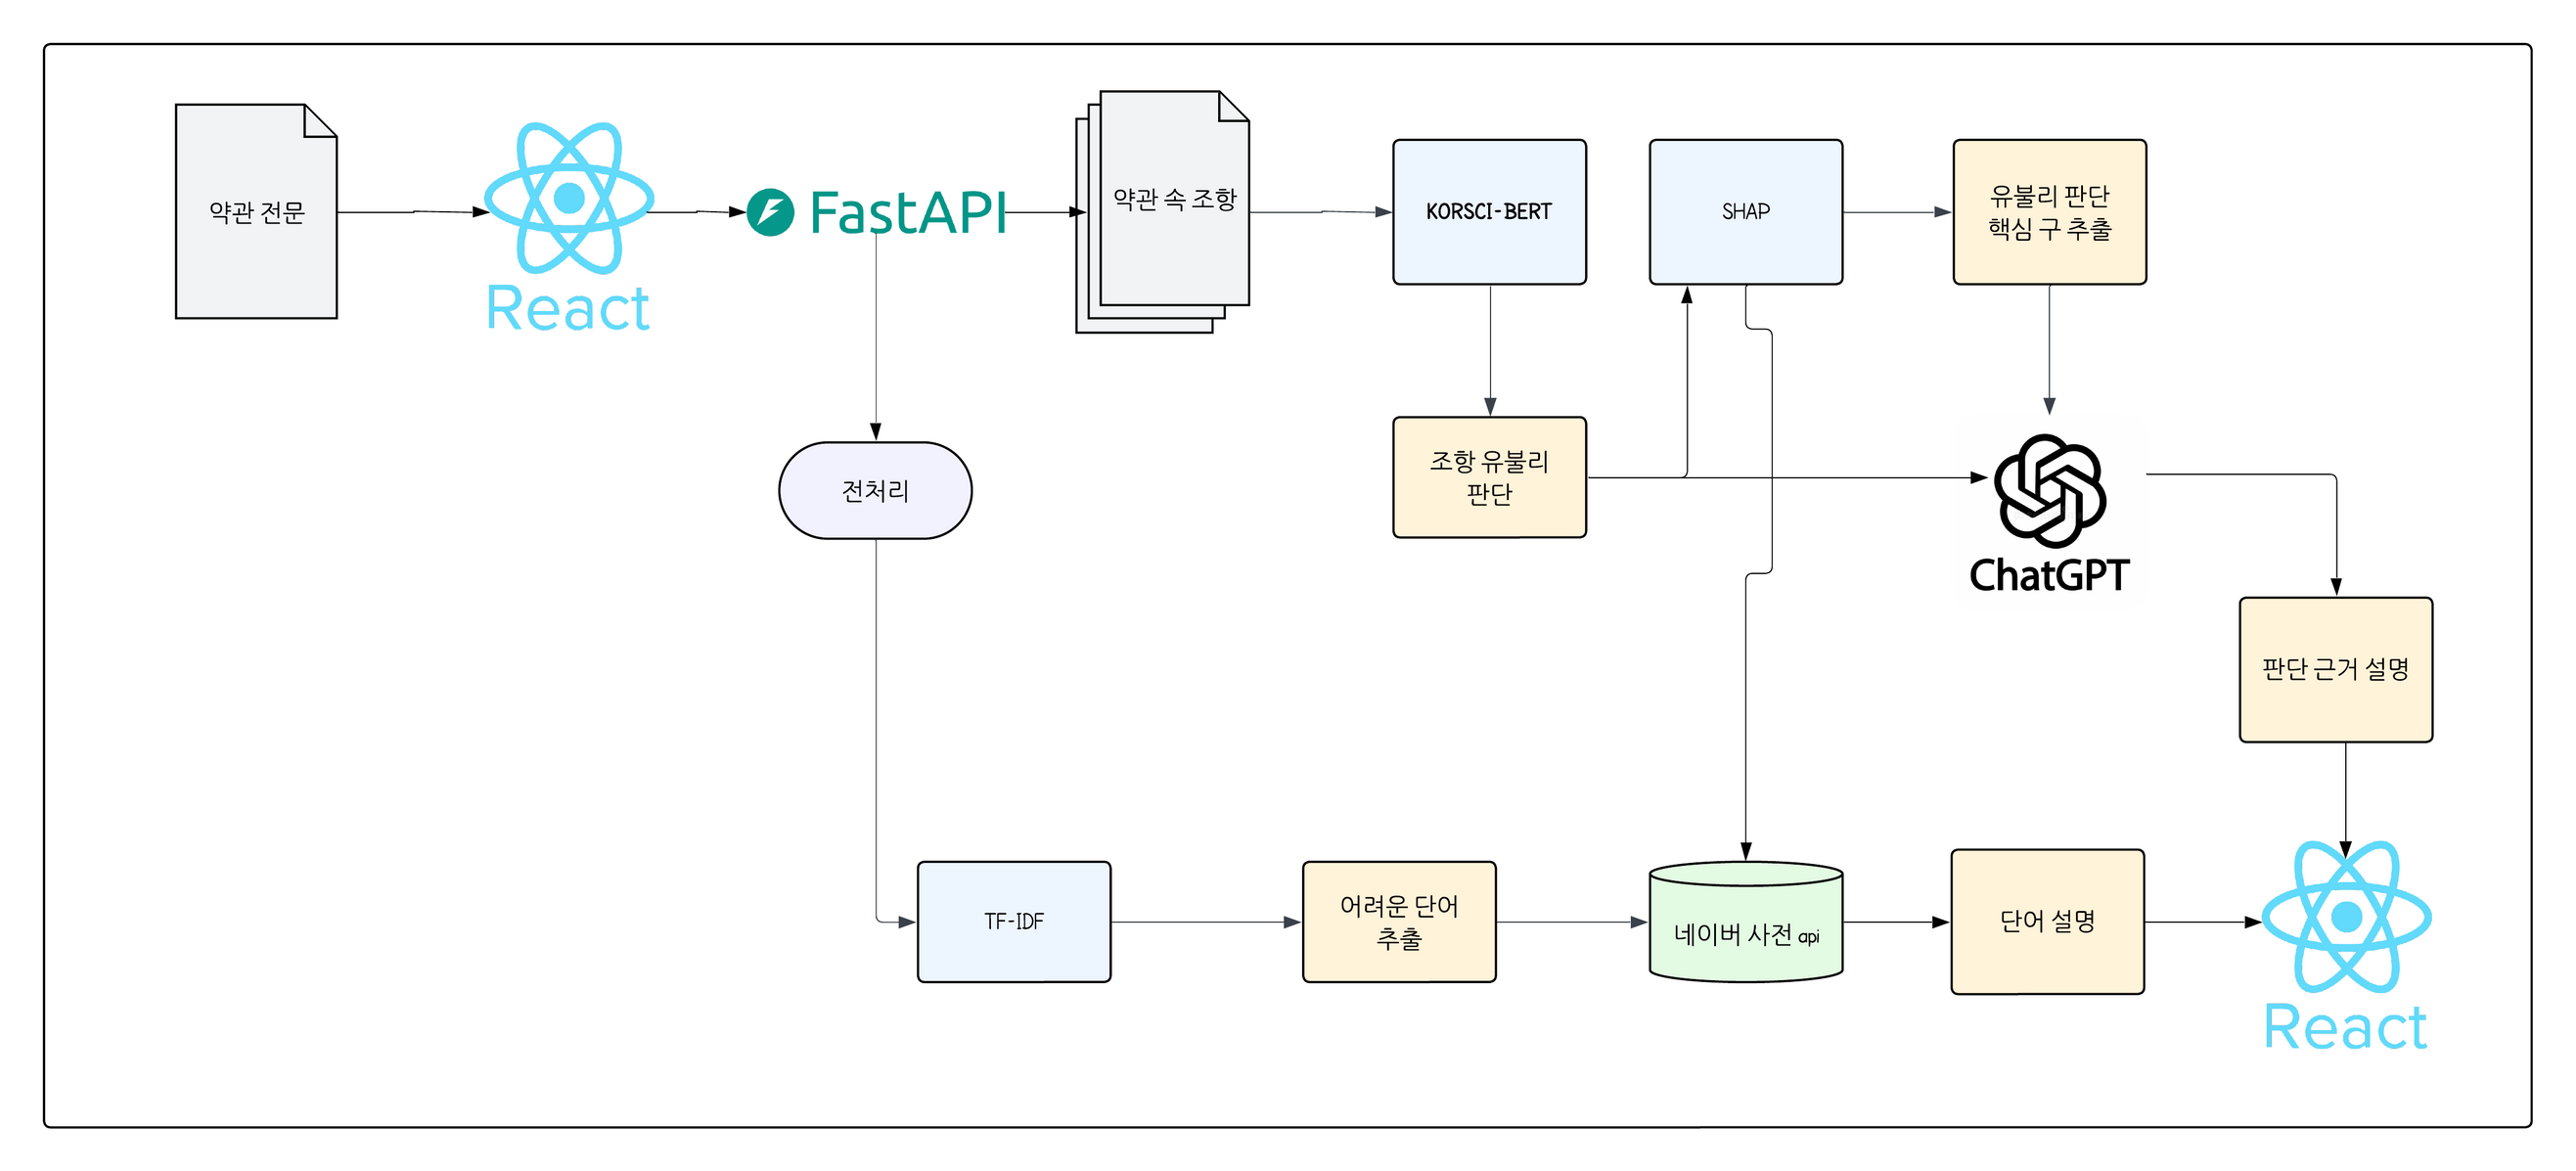 약관 전문
React
FastAPI
약관 속 조항
KORSCI-BERT
SHAP
유불리 판단
핵심 구 추출
조항 유불리
판단
전처리
ChatGPT
판단 근거 설명
TF-IDF
어려운 단어
추출
네이버 사전 api
단어 설명
React